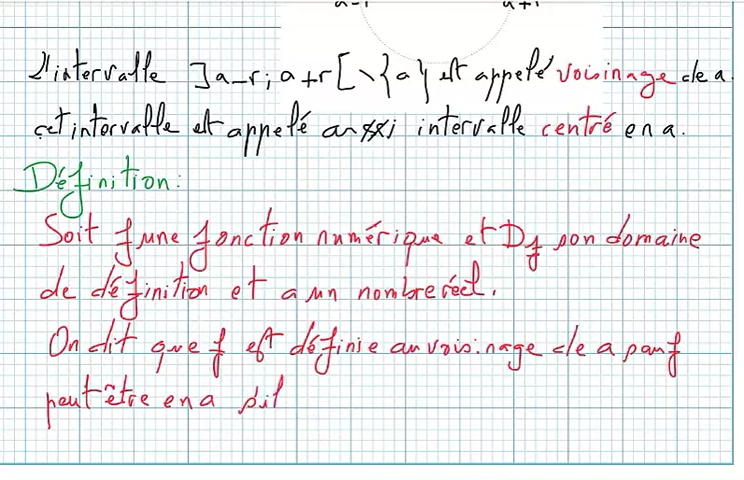 a-r a+r
L'intervalle ]a-r; a+r[ \ {a} est appelé voisinage de a.
cet intervalle est appelé aussi intervalle centré en a.
Définition:
Soit f une fonction numérique et Df son domaine
de définition et a un nombre réel.
On dit que f est définie au voisinage de a sauf
peut être en a s'il